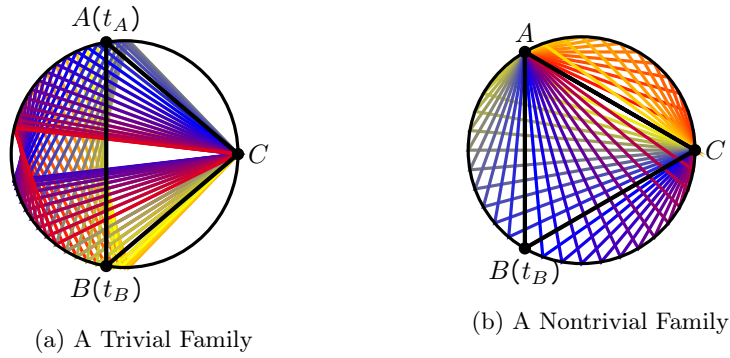 A(t_A)
C
B(t_B)
(a) A Trivial Family
A
C
B(t_B)
(b) A Nontrivial Family